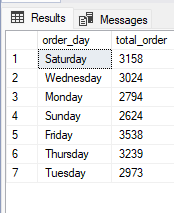 Results Messages
order_day total_order
1 Saturday 3158
2 Wednesday 3024
3 Monday 2794
4 Sunday 2624
5 Friday 3538
6 Thursday 3239
7 Tuesday 2973